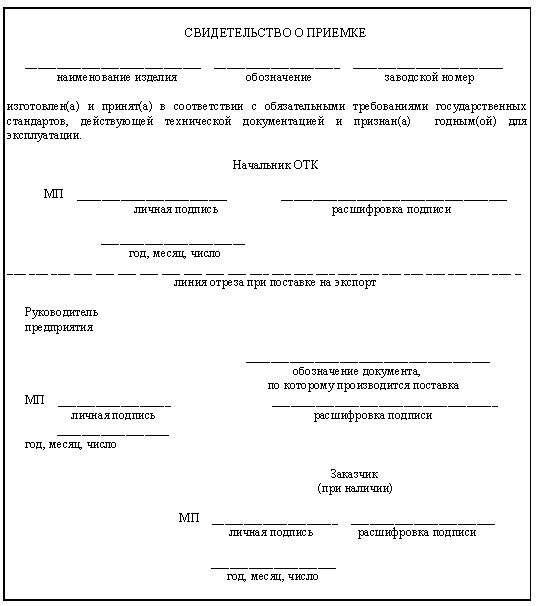 СВИДЕТЕЛЬСТВО О ПРИЕМКЕ
наименование изделия обозначение заводской номер
изготовлен(а) и принят(а) в соответствии с обязательными требованиями государственных
стандартов, действующей технической документацией и признан(а) годным(ой) для
эксплуатации.
Начальник ОТК
МП
личная подпись расшифровка подписи
год, месяц, число
линия отреза при поставке на экспорт
Руководитель
предприятия
обозначение документа,
по которому производится поставка
МП
личная подпись расшифровка подписи
год, месяц, число
Заказчик
(при наличии)
МП
личная подпись расшифровка подписи
год, месяц, число